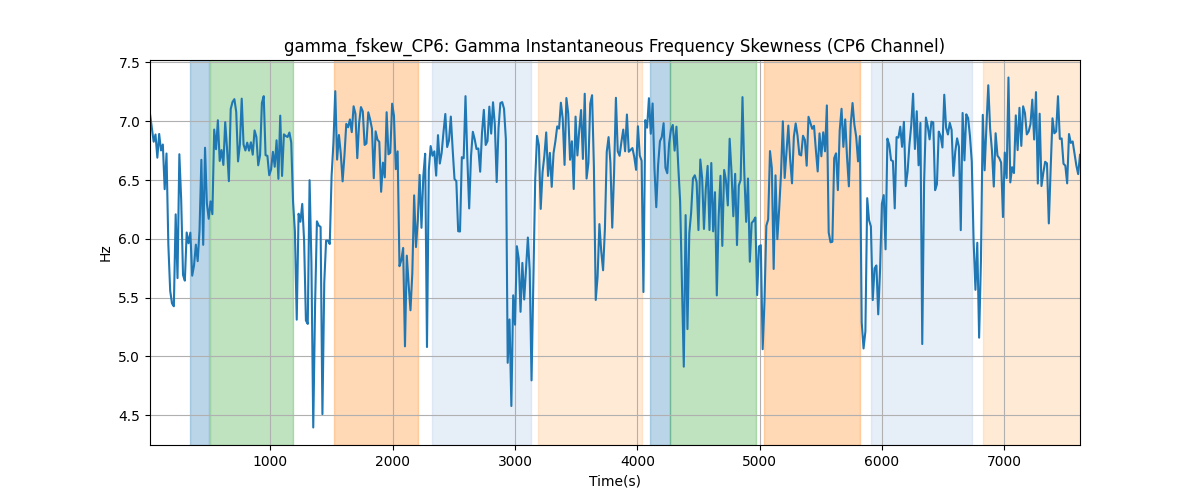 gamma_fskew_CP6: Gamma Instantaneous Frequency Skewness (CP6 Channel)
7.5
7.0
6.5
6.0
5.5
5.0
4.5
Hz
1000 2000 3000 4000 5000 6000 7000
Time(s)